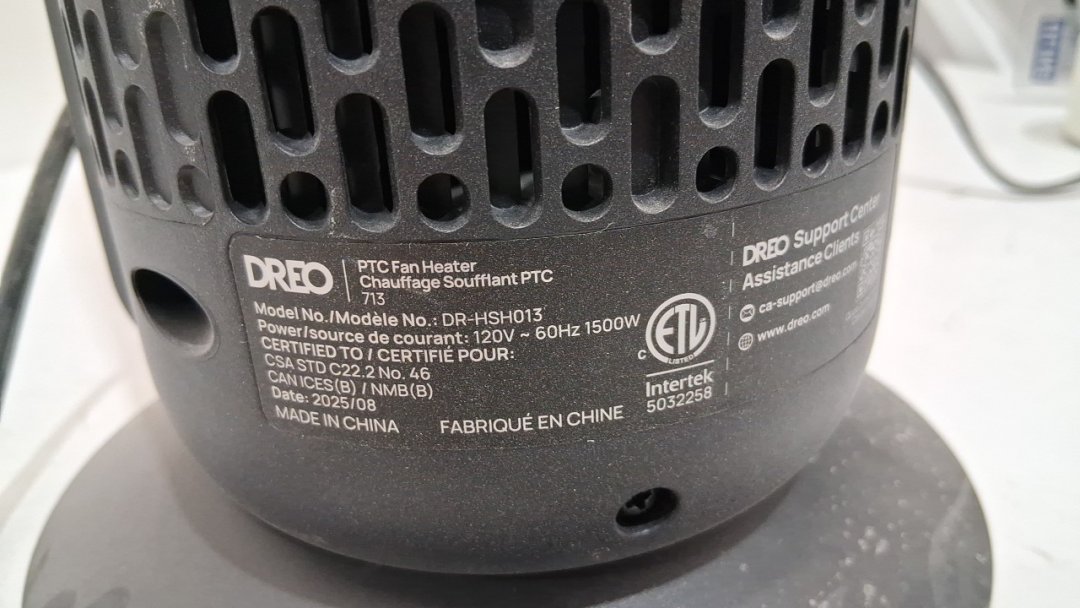 DREO
PTC Fan Heater
Chauffage Soufflant PTC
713
Model No./Modèle No.: DR-HSH013
Power/source de courant: 120V ~ 60Hz 1500W
CERTIFIED TO / CERTIFIÉ POUR:
CSA STD C22.2 No. 46
CAN ICES(B) / NMB(B)
Date: 2025/08
MADE IN CHINA
FABRIQUÉ EN CHINE
ETL
C LISTED
Intertek
5032258
DREO Support Center
Assistance Clients
ca-support@dreo.com
www.dreo.com